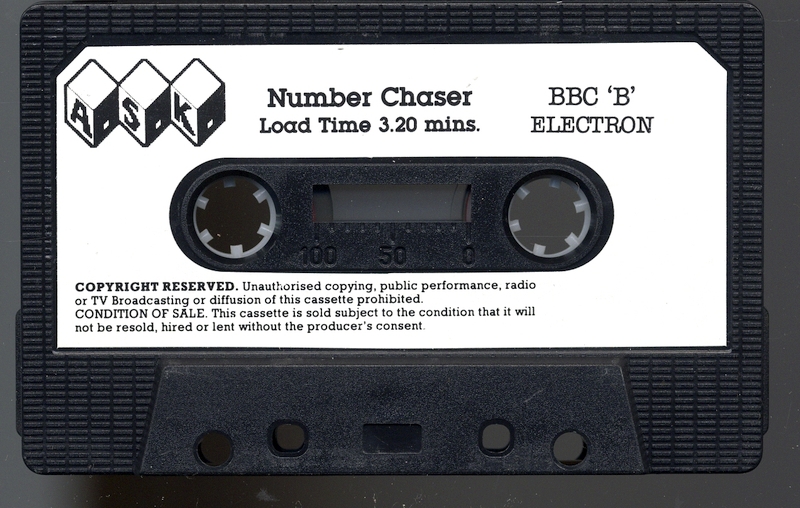 A.S.K.
Number Chaser
Load Time 3.20 mins.
BBC ‘B’
ELECTRON
100 50 0
COPYRIGHT RESERVED. Unauthorised copying, public performance, radio
or TV Broadcasting or diffusion of this cassette prohibited.
CONDITION OF SALE. This cassette is sold subject to the condition that it will
not be resold, hired or lent without the producer's consent.